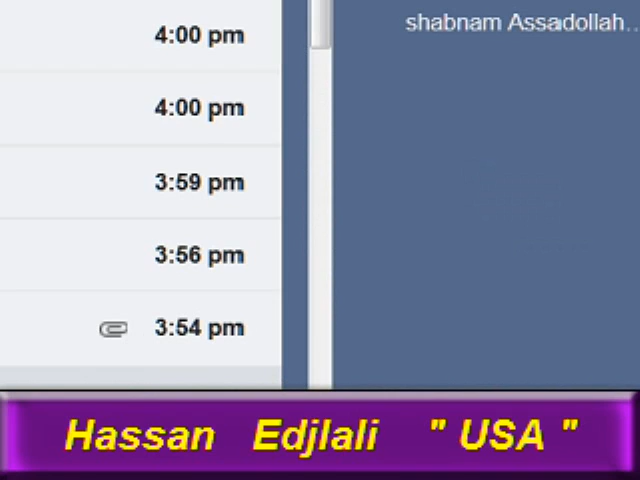 4:00 pm
shabnam Assadollah...
4:00 pm
3:59 pm
3:56 pm
3:54 pm
Hassan Edjlali " USA "